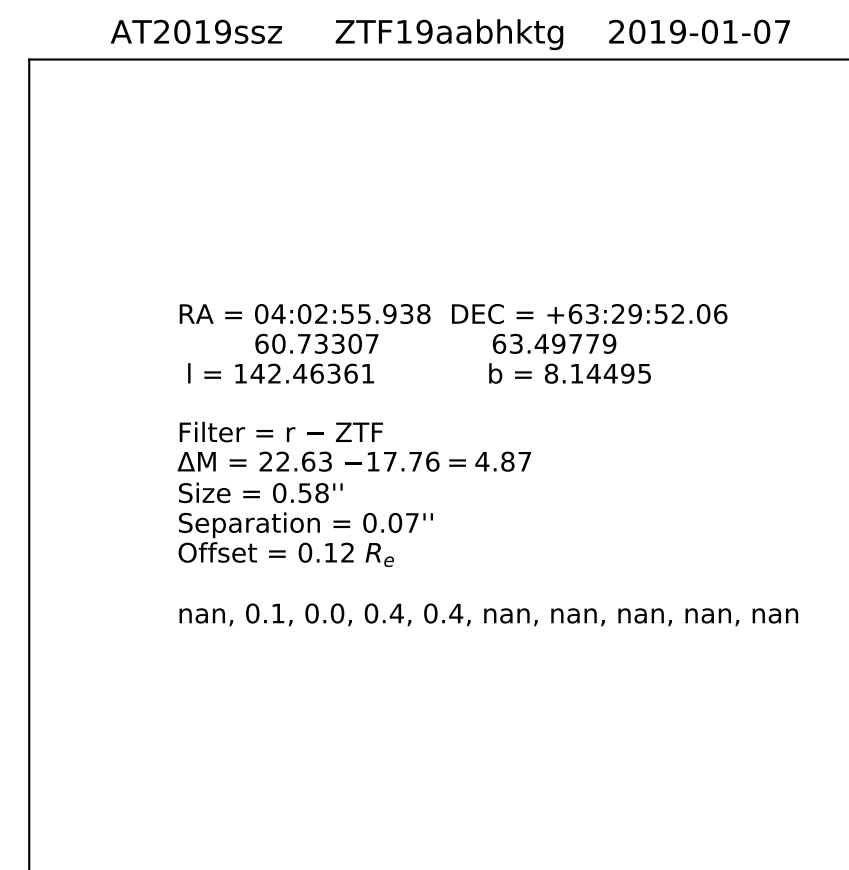 AT2019ssz ZTF19aabhktg 2019-01-07
RA = 04:02:55.938 DEC = +63:29:52.06
60.73307 63.49779
l = 142.46361 b = 8.14495
Filter = r − ZTF
ΔM = 22.63 −17.76 = 4.87
Size = 0.58''
Separation = 0.07''
Offset = 0.12 Rₑ
nan, 0.1, 0.0, 0.4, 0.4, nan, nan, nan, nan, nan